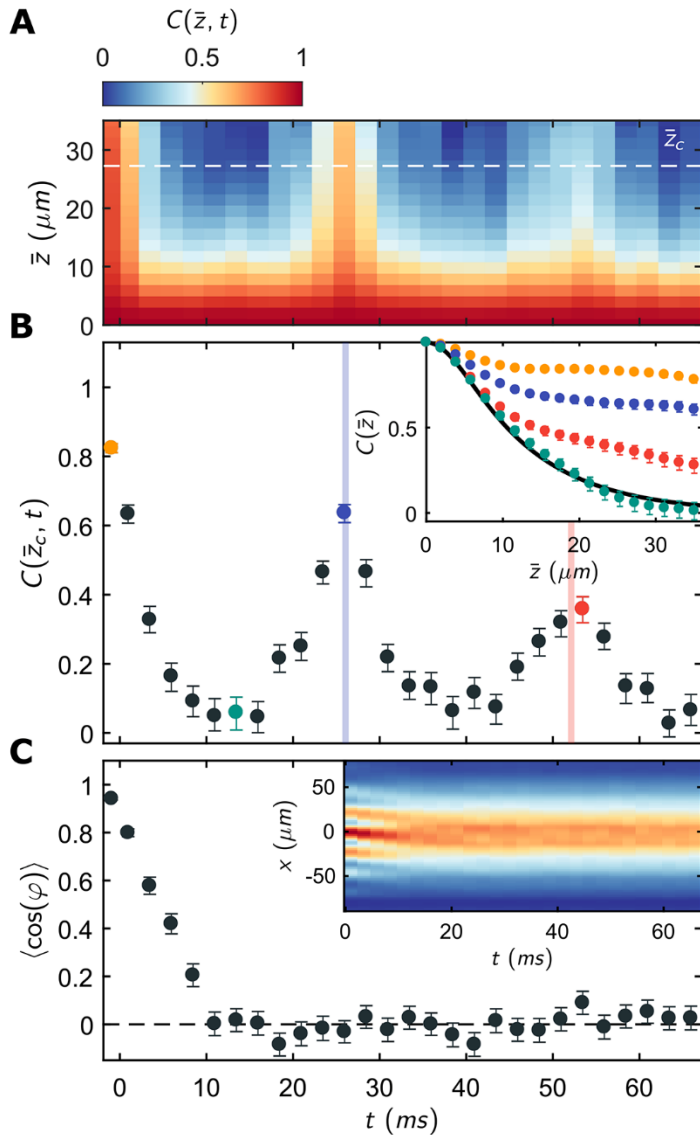 A
C(z̄, t)
0 0.5 1
z̄_C
30
20
10
0
z̄ (μm)
B
1
0.8
0.6
0.4
0.2
0
C(z̄_c, t)
0.5
0
C(z̄)
0 10 20 30
z̄ (μm)
C
1
0.8
0.6
0.4
0.2
0
⟨cos(φ)⟩
50
0
-50
x (μm)
0 20 40 60
t (ms)
0 10 20 30 40 50 60
t (ms)